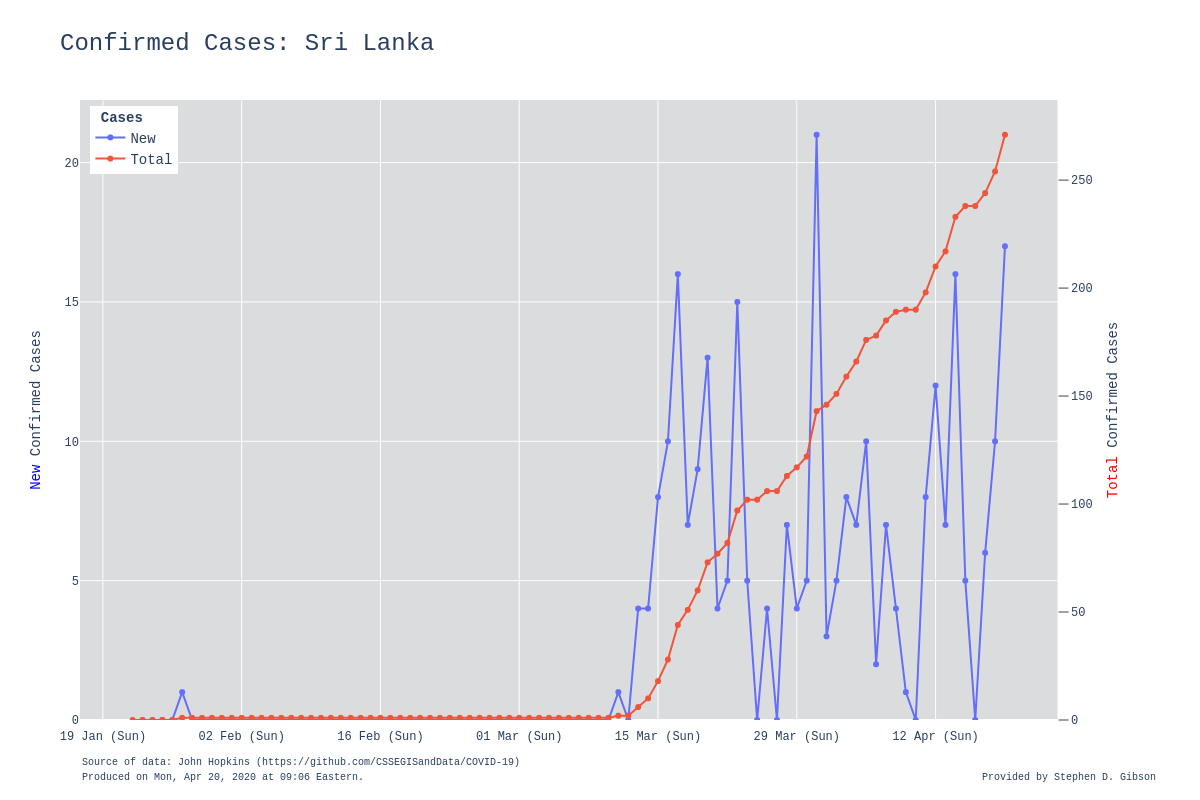 Confirmed Cases: Sri Lanka
Cases
New
Total
20
15
10
5
0
250
200
150
100
50
0
New Confirmed Cases
Total Confirmed Cases
19 Jan (Sun)
02 Feb (Sun)
16 Feb (Sun)
01 Mar (Sun)
15 Mar (Sun)
29 Mar (Sun)
12 Apr (Sun)
Source of data: John Hopkins (https://github.com/CSSEGISandData/COVID-19)
Produced on Mon, Apr 20, 2020 at 09:06 Eastern.
Provided by Stephen D. Gibson